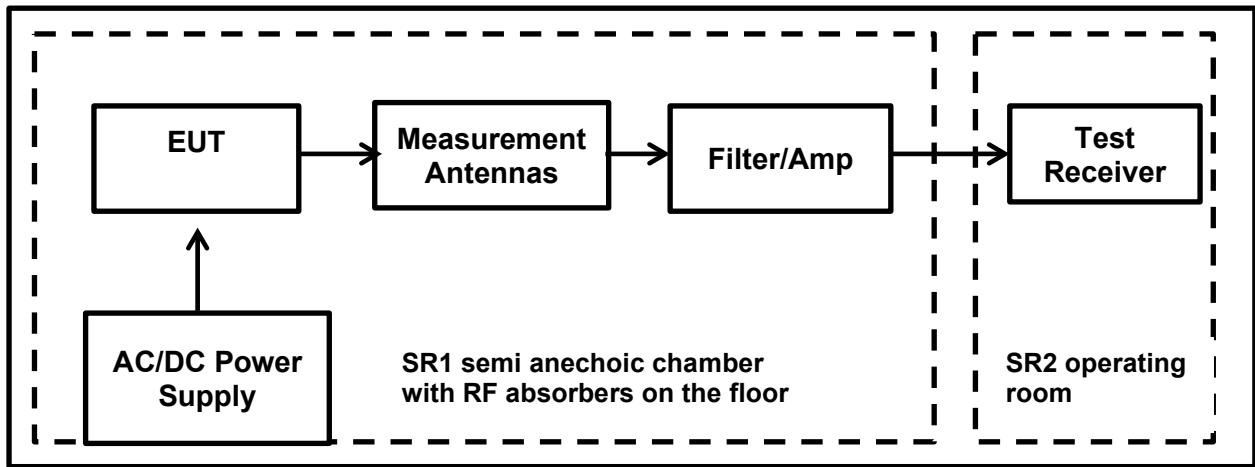 EUT
Measurement
Antennas
Filter/Amp
Test
Receiver
AC/DC Power
Supply
SR1 semi anechoic chamber
with RF absorbers on the floor
SR2 operating
room